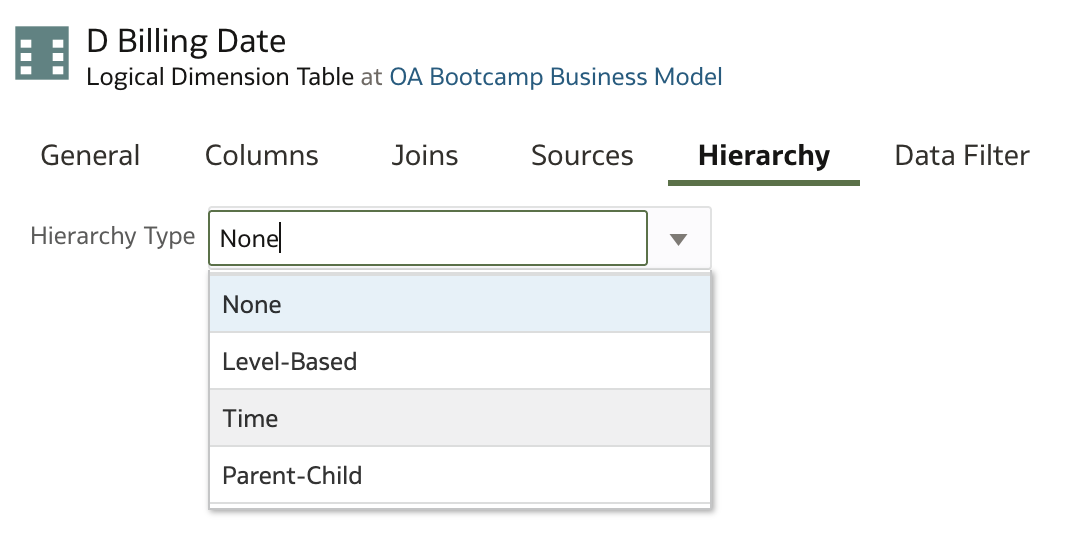 D Billing Date
Logical Dimension Table at OA Bootcamp Business Model
General Columns Joins Sources Hierarchy Data Filter
Hierarchy Type None
None
Level-Based
Time
Parent-Child